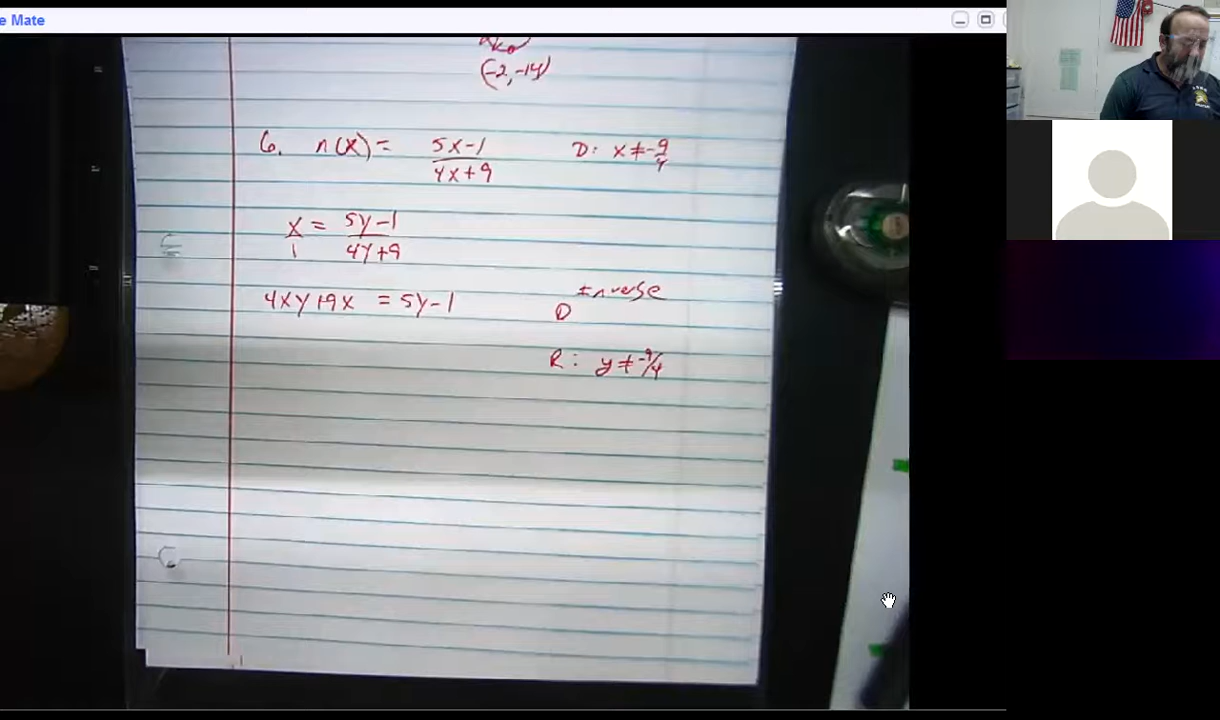 e Mate
(-2, -14)
6. n(x) = 5x-1 / 4x+9 D: x ≠ -9/4
x/1 = 5y-1 / 4y+9
4xy+9x = 5y-1
Inverse
D
R: y ≠ -9/4